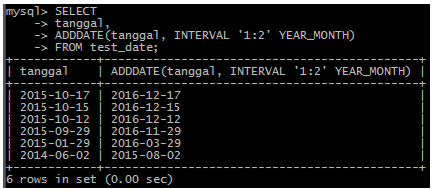 mysql> SELECT
    -> tanggal,
    -> ADDDATE(tanggal, INTERVAL '1:2' YEAR_MONTH)
    -> FROM test_date;
+------------+---------------------------------------------+
| tanggal    | ADDDATE(tanggal, INTERVAL '1:2' YEAR_MONTH) |
+------------+---------------------------------------------+
| 2015-10-17 | 2016-12-17                                  |
| 2015-10-15 | 2016-12-15                                  |
| 2015-10-12 | 2016-12-12                                  |
| 2015-09-29 | 2016-11-29                                  |
| 2015-01-29 | 2016-03-29                                  |
| 2014-06-02 | 2015-08-02                                  |
+------------+---------------------------------------------+
6 rows in set (0.00 sec)